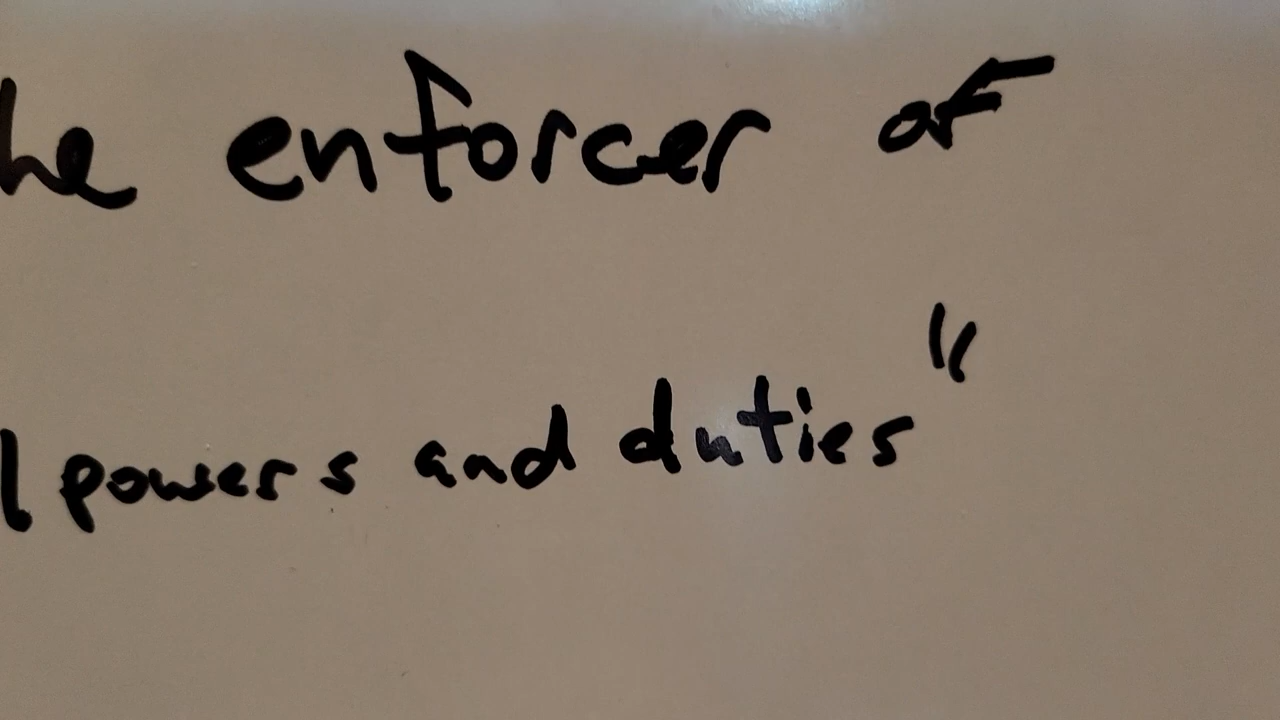 he enforcer of
l powers and duties"